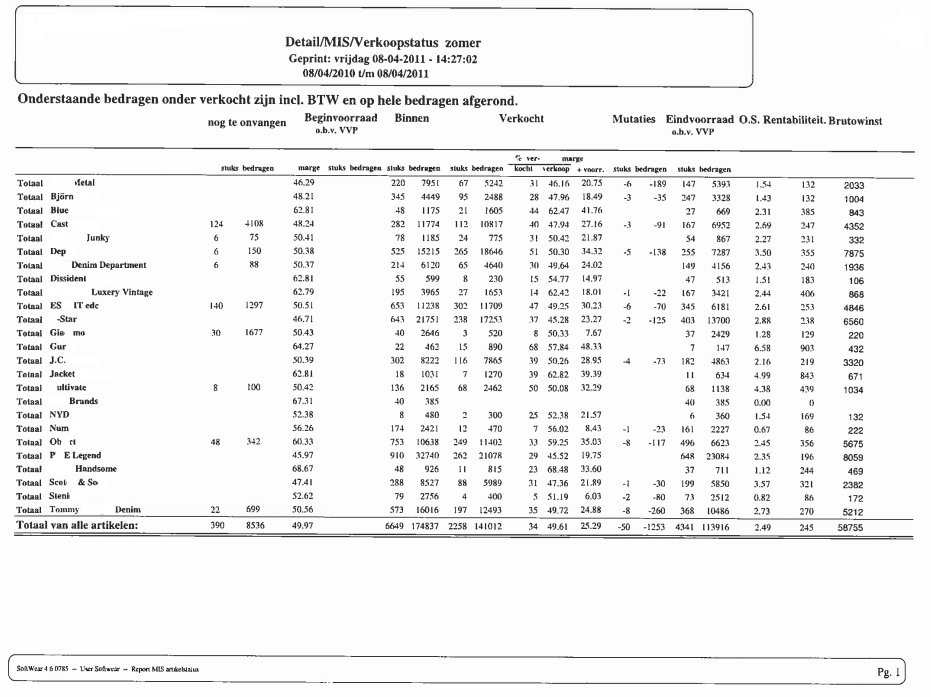 Detail/MIS/Verkoopstatus zomer
Geprint: vrijdag 08-04-2011 - 14:27:02
08/04/2010 t/m 08/04/2011
Onderstaande bedragen onder verkocht zijn incl. BTW en op hele bedragen afgerond.
nog te onvangen Beginvoorraad Binnen Verkocht Mutaties Eindvoorraad O.S. Rentabiliteit. Brutowinst
o.b.v. VVP o.b.v. VVP
% ver- marge
stuks bedragen marge stuks bedragen stuks bedragen stuks bedragen kocht verkoop + voorr. stuks bedragen stuks bedragen
Totaal Metal 46.29 220 7951 67 5242 31 46.16 20.75 -6 -189 147 5393 1.54 132 2033
Totaal Björn 48.21 345 4449 95 2488 28 47.96 18.49 -3 -35 247 3328 1.43 132 1004
Totaal Blue 62.81 48 1175 21 1605 44 62.47 41.76 27 669 2.31 385 843
Totaal Cast 124 4108 48.24 282 11774 112 10817 40 47.94 27.16 -3 -91 167 6952 2.69 247 4352
Totaal Junky 6 75 50.41 78 1185 24 775 31 50.42 21.87 54 867 2.27 231 332
Totaal Dep 6 150 50.38 525 15215 265 18646 51 50.30 34.32 -5 -138 255 7287 3.50 355 7875
Totaal Denim Department 6 88 50.37 214 6120 65 4640 30 49.64 24.02 149 4156 2.43 240 1936
Totaal Dissident 62.81 55 599 8 230 15 54.77 14.97 47 513 1.51 183 106
Totaal Luxery Vintage 62.79 195 3965 27 1653 14 62.42 18.01 -1 -22 167 3421 2.44 406 868
Totaal ES IT edc 140 1297 50.51 653 11238 302 11709 47 49.25 30.23 -6 -70 345 6181 2.61 253 4846
Totaal -Star 46.71 643 21751 238 17253 37 45.28 23.27 -2 -125 403 13700 2.88 238 6560
Totaal Gio mo 30 1677 50.43 40 2646 3 520 8 50.33 7.67 37 2429 1.28 129 220
Totaal Gur 64.27 22 462 15 890 68 57.84 48.33 7 147 6.58 903 432
Totaal J.C. 50.39 302 8222 116 7865 39 50.26 28.95 -4 -73 182 4863 2.16 219 3320
Totaal Jacket 62.81 18 1031 7 1270 39 62.82 39.39 11 634 4.99 843 671
Totaal ultivate 8 100 50.42 136 2165 68 2462 50 50.08 32.29 68 1138 4.38 439 1034
Totaal Brands 67.31 40 385 40 385 0.00 0
Totaal NYD 52.38 8 480 2 300 25 52.38 21.57 6 360 1.54 169 132
Totaal Num 56.26 174 2421 12 470 7 56.02 8.43 -1 -23 161 2227 0.67 86 222
Totaal Ob ct 48 342 60.33 753 10638 249 11402 33 59.25 35.03 -8 -117 496 6623 2.45 356 5675
Totaal P E Legend 45.97 910 32740 262 21078 29 45.52 19.75 648 23084 2.35 196 8059
Totaal Handsome 68.67 48 926 11 815 23 68.48 33.60 37 711 1.12 244 469
Totaal Scot & So 47.41 288 8527 88 5989 31 47.36 21.89 -1 -30 199 5850 3.57 321 2382
Totaal Steni 52.62 79 2756 4 400 5 51.19 6.03 -2 -80 73 2512 0.82 86 172
Totaal Tommy Denim 22 699 50.56 573 16016 197 12493 35 49.72 24.88 -8 -260 368 10486 2.73 270 5212
Totaal van alle artikelen: 390 8536 49.97 6649 174837 2258 141012 34 49.61 25.29 -50 -1253 4341 113916 2.49 245 58755
SoftWear 4 6 0785 – User Softwear – Report MIS artikelstatus
Pg. 1